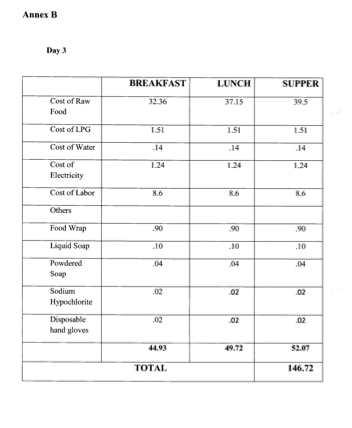 Annex B
Day 3
BREAKFAST LUNCH SUPPER
Cost of Raw Food 32.36 37.15 39.5
Cost of LPG 1.51 1.51 1.51
Cost of Water .14 .14 .14
Cost of Electricity 1.24 1.24 1.24
Cost of Labor 8.6 8.6 8.6
Others
Food Wrap .90 .90 .90
Liquid Soap .10 .10 .10
Powdered Soap .04 .04 .04
Sodium Hypochlorite .02 .02 .02
Disposable hand gloves .02 .02 .02
44.93 49.72 52.07
TOTAL 146.72